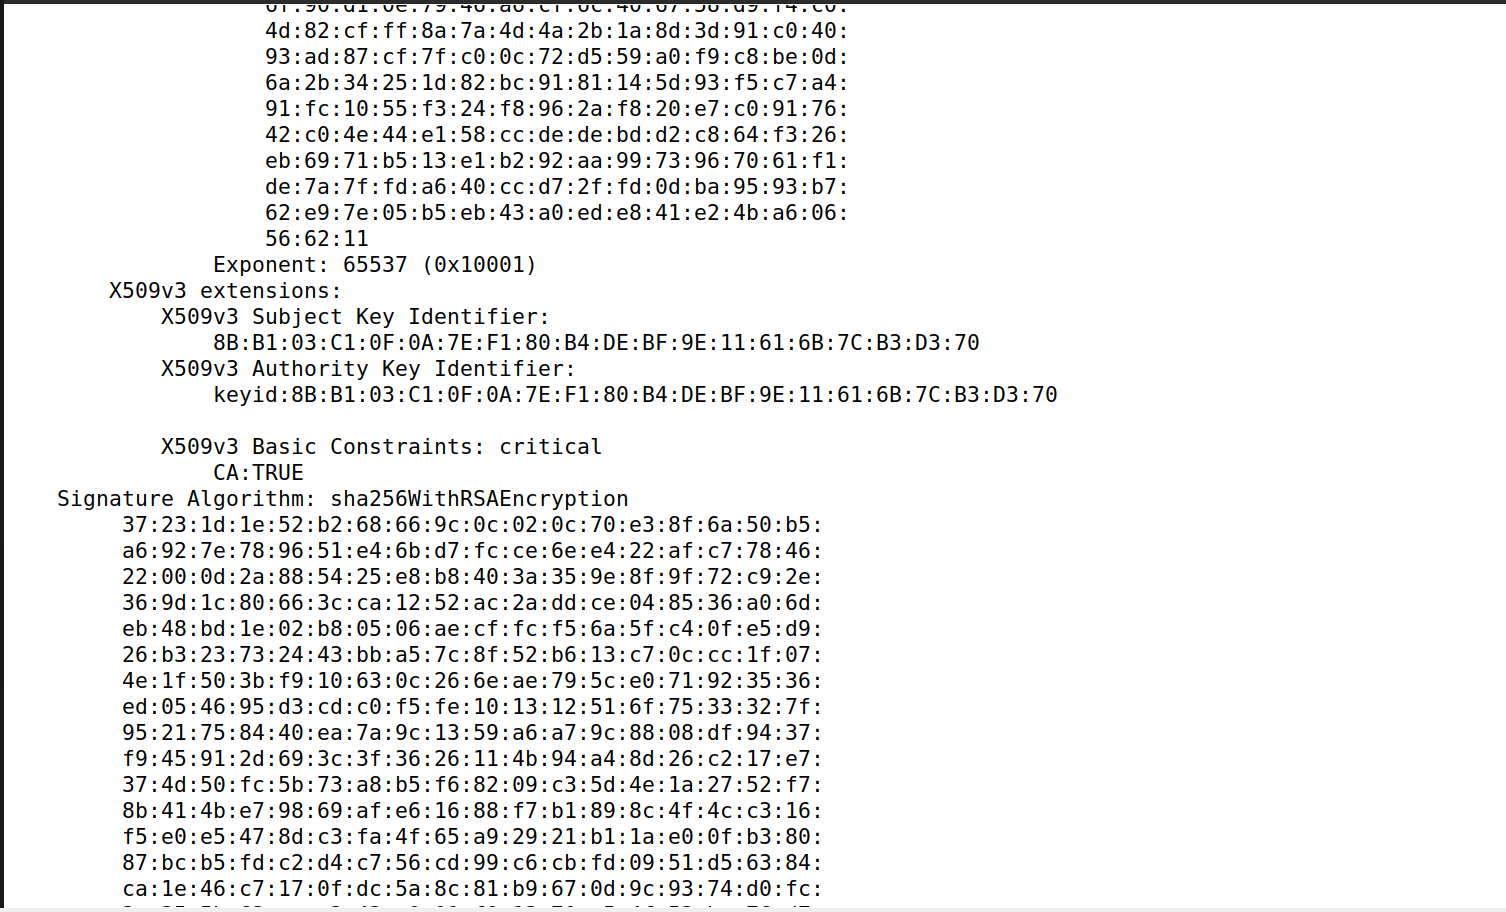 4d:82:cf:ff:8a:7a:4d:4a:2b:1a:8d:3d:91:c0:40:
93:ad:87:cf:7f:c0:0c:72:d5:59:a0:f9:c8:be:0d:
6a:2b:34:25:1d:82:bc:91:81:14:5d:93:f5:c7:a4:
91:fc:10:55:f3:24:f8:96:2a:f8:20:e7:c0:91:76:
42:c0:4e:44:e1:58:cc:de:de:bd:d2:c8:64:f3:26:
eb:69:71:b5:13:e1:b2:92:aa:99:73:96:70:61:f1:
de:7a:7f:fd:a6:40:cc:d7:2f:fd:0d:ba:95:93:b7:
62:e9:7e:05:b5:eb:43:a0:ed:e8:41:e2:4b:a6:06:
56:62:11
Exponent: 65537 (0x10001)
X509v3 extensions:
X509v3 Subject Key Identifier:
8B:B1:03:C1:0F:0A:7E:F1:80:B4:DE:BF:9E:11:61:6B:7C:B3:D3:70
X509v3 Authority Key Identifier:
keyid:8B:B1:03:C1:0F:0A:7E:F1:80:B4:DE:BF:9E:11:61:6B:7C:B3:D3:70
X509v3 Basic Constraints: critical
CA:TRUE
Signature Algorithm: sha256WithRSAEncryption
37:23:1d:1e:52:b2:68:66:9c:0c:02:0c:70:e3:8f:6a:50:b5:
a6:92:7e:78:96:51:e4:6b:d7:fc:ce:6e:e4:22:af:c7:78:46:
22:00:0d:2a:88:54:25:e8:b8:40:3a:35:9e:8f:9f:72:c9:2e:
36:9d:1c:80:66:3c:ca:12:52:ac:2a:dd:ce:04:85:36:a0:6d:
eb:48:bd:1e:02:b8:05:06:ae:cf:fc:f5:6a:5f:c4:0f:e5:d9:
26:b3:23:73:24:43:bb:a5:7c:8f:52:b6:13:c7:0c:cc:1f:07:
4e:1f:50:3b:f9:10:63:0c:26:6e:ae:79:5c:e0:71:92:35:36:
ed:05:46:95:d3:cd:c0:f5:fe:10:13:12:51:6f:75:33:32:7f:
95:21:75:84:40:ea:7a:9c:13:59:a6:a7:9c:88:08:df:94:37:
f9:45:91:2d:69:3c:3f:36:26:11:4b:94:a4:8d:26:c2:17:e7:
37:4d:50:fc:5b:73:a8:b5:f6:82:09:c3:5d:4e:1a:27:52:f7:
8b:41:4b:e7:98:69:af:e6:16:88:f7:b1:89:8c:4f:4c:c3:16:
f5:e0:e5:47:8d:c3:fa:4f:65:a9:29:21:b1:1a:e0:0f:b3:80:
87:bc:b5:fd:c2:d4:c7:56:cd:99:c6:cb:fd:09:51:d5:63:84:
ca:1e:46:c7:17:0f:dc:5a:8c:81:b9:67:0d:9c:93:74:d0:fc: